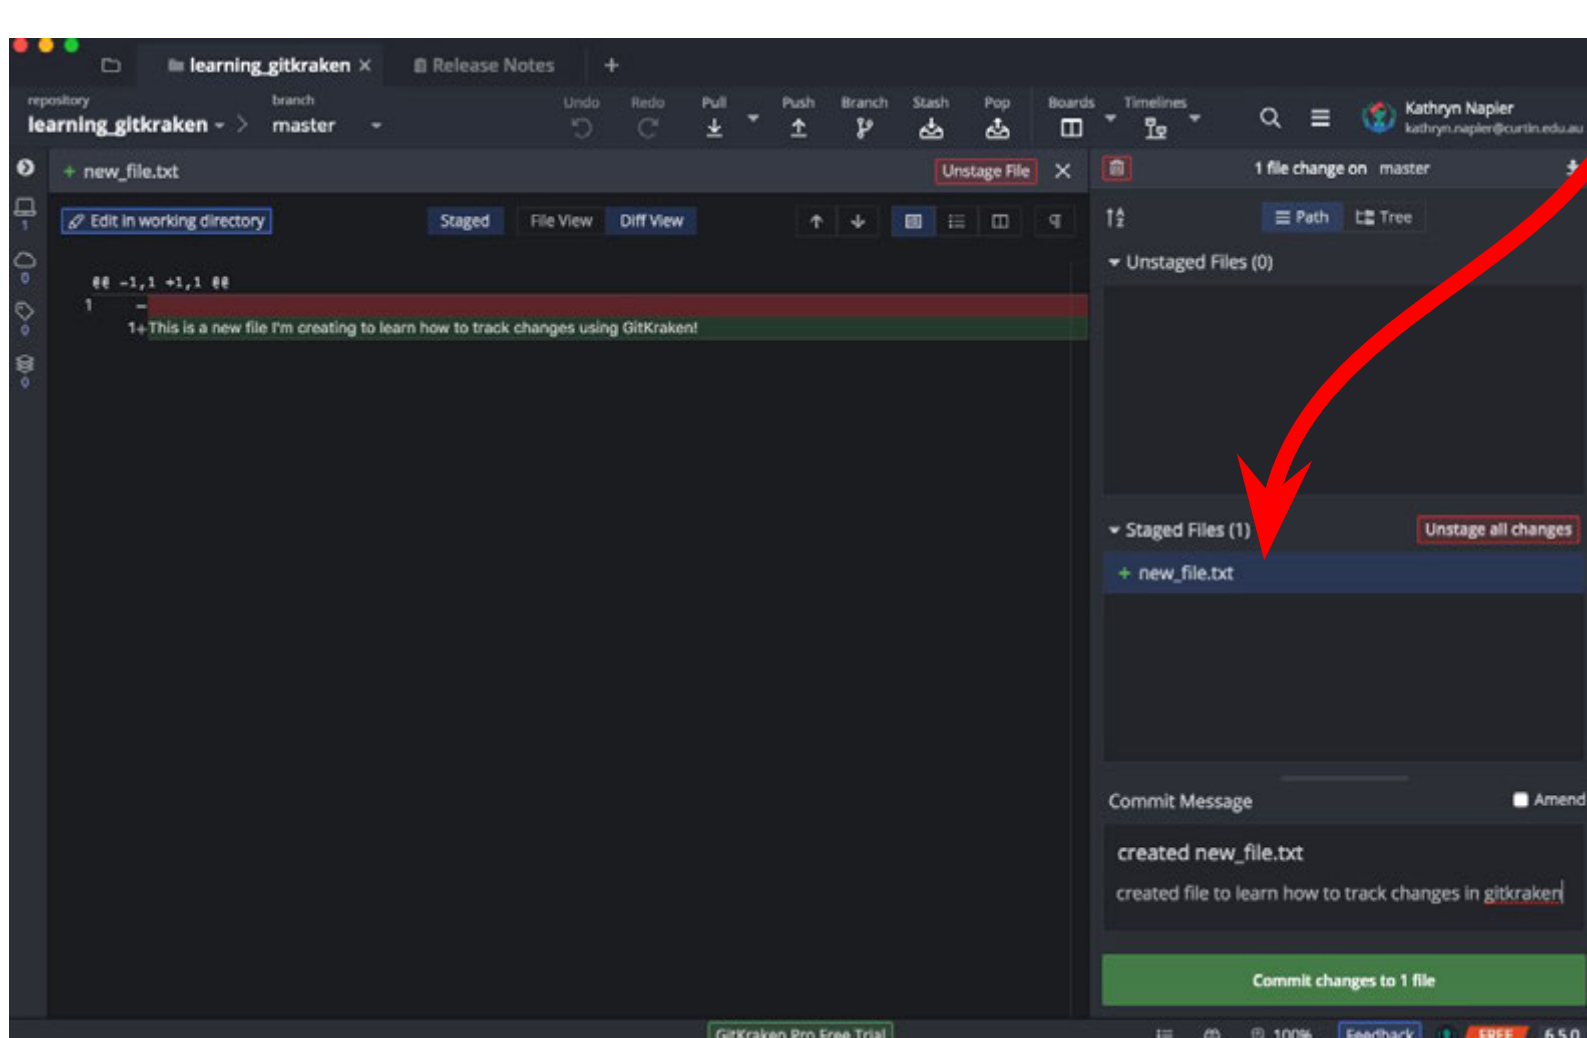 learning_gitkraken × Release Notes +
repository branch Undo Redo Pull Push Branch Stash Pop Boards Timelines
learning_gitkraken master
Kathryn Napier
kathryn.napier@curtin.edu.au
+ new_file.txt Unstage File ×
1 file change on master
1
Edit in working directory Staged File View Diff View
Path Tree
0
Unstaged Files (0)
@@ -1,1 +1,1 @@
1 -
1+This is a new file I'm creating to learn how to track changes using GitKraken!
0
0
Staged Files (1) Unstage all changes
+ new_file.txt
Commit Message Amend
created new_file.txt
created file to learn how to track changes in gitkraken
Commit changes to 1 file
GitKraken Pro Free Trial 100% Feedback FREE 6.5.0